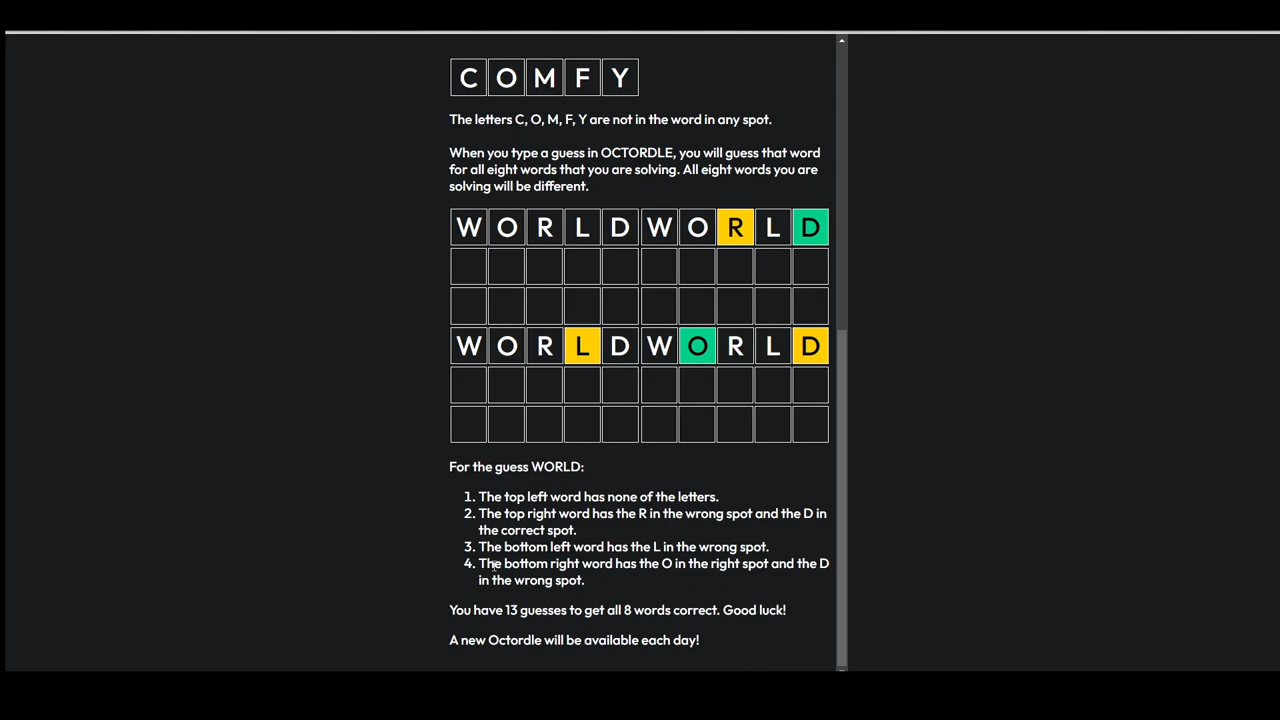 COMFY
The letters C, O, M, F, Y are not in the word in any spot.
When you type a guess in OCTORDLE, you will guess that word
for all eight words that you are solving. All eight words you are
solving will be different.
WORLDWORLD
WORLDWORLD
For the guess WORLD:
1. The top left word has none of the letters.
2. The top right word has the R in the wrong spot and the D in
the correct spot.
3. The bottom left word has the L in the wrong spot.
4. The bottom right word has the O in the right spot and the D
in the wrong spot.
You have 13 guesses to get all 8 words correct. Good luck!
A new Octordle will be available each day!